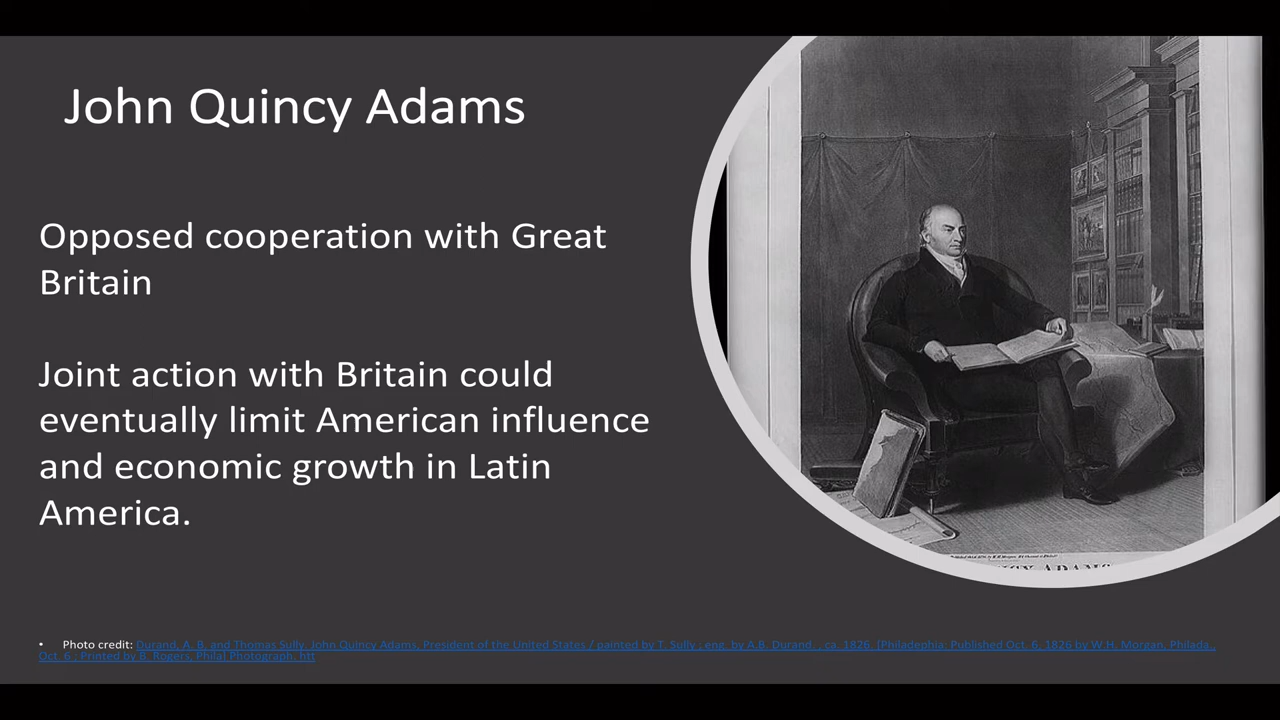 John Quincy Adams
Opposed cooperation with Great
Britain
Joint action with Britain could
eventually limit American influence
and economic growth in Latin
America.
• Photo credit: Durand, A. B, and Thomas Sully. John Quincy Adams, President of the United States / painted by T. Sully ; eng. by A.B. Durand. , ca. 1826. [Philadephia: Published Oct. 6, 1826 by W.H. Morgan, Philada.,
Oct. 6 ; Printed by B. Rogers, Phila] Photograph. htt
ADAMS